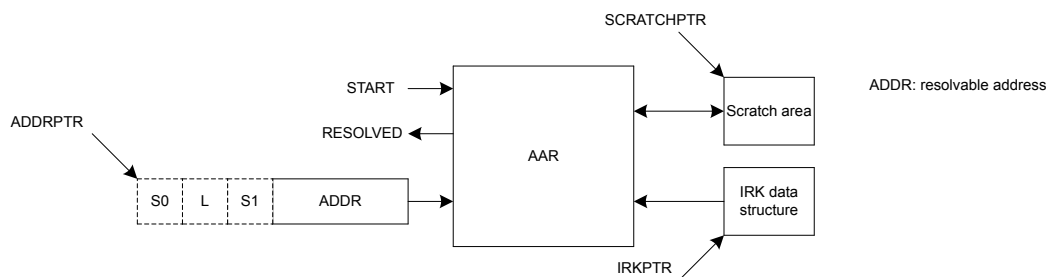 SCRATCHPTR
START
ADDR: resolvable address
Scratch area
ADDRPTR
RESOLVED
AAR
S0 L S1 ADDR
IRK data
structure
IRKPTR